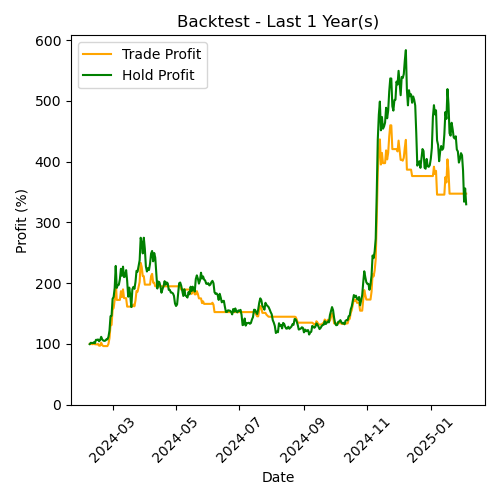 Backtest - Last 1 Year(s)
Trade Profit
Hold Profit
Profit (%)
600
500
400
300
200
100
0
2024-03
2024-05
2024-07
2024-09
2024-11
2025-01
Date